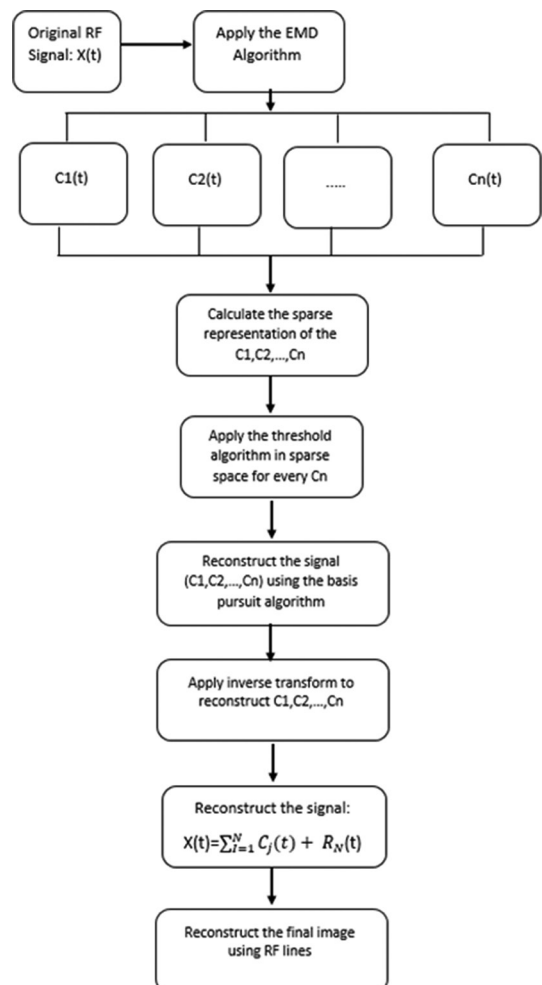 Original RF
Signal: X(t)
Apply the EMD
Algorithm
C1(t)
C2(t)
.....
Cn(t)
Calculate the sparse
representation of the
C1,C2,...,Cn
Apply the threshold
algorithm in sparse
space for every Cn
Reconstruct the signal
(C1,C2,...,Cn) using the basis
pursuit algorithm
Apply inverse transform to
reconstruct C1,C2,...,Cn
Reconstruct the signal:
X(t)=∑_{i=1}^{N} C_j(t) + R_N(t)
Reconstruct the final image
using RF lines